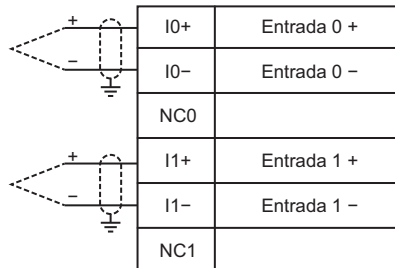 + I0+ Entrada 0 +
− I0− Entrada 0 −
NC0
+ I1+ Entrada 1 +
− I1− Entrada 1 −
NC1